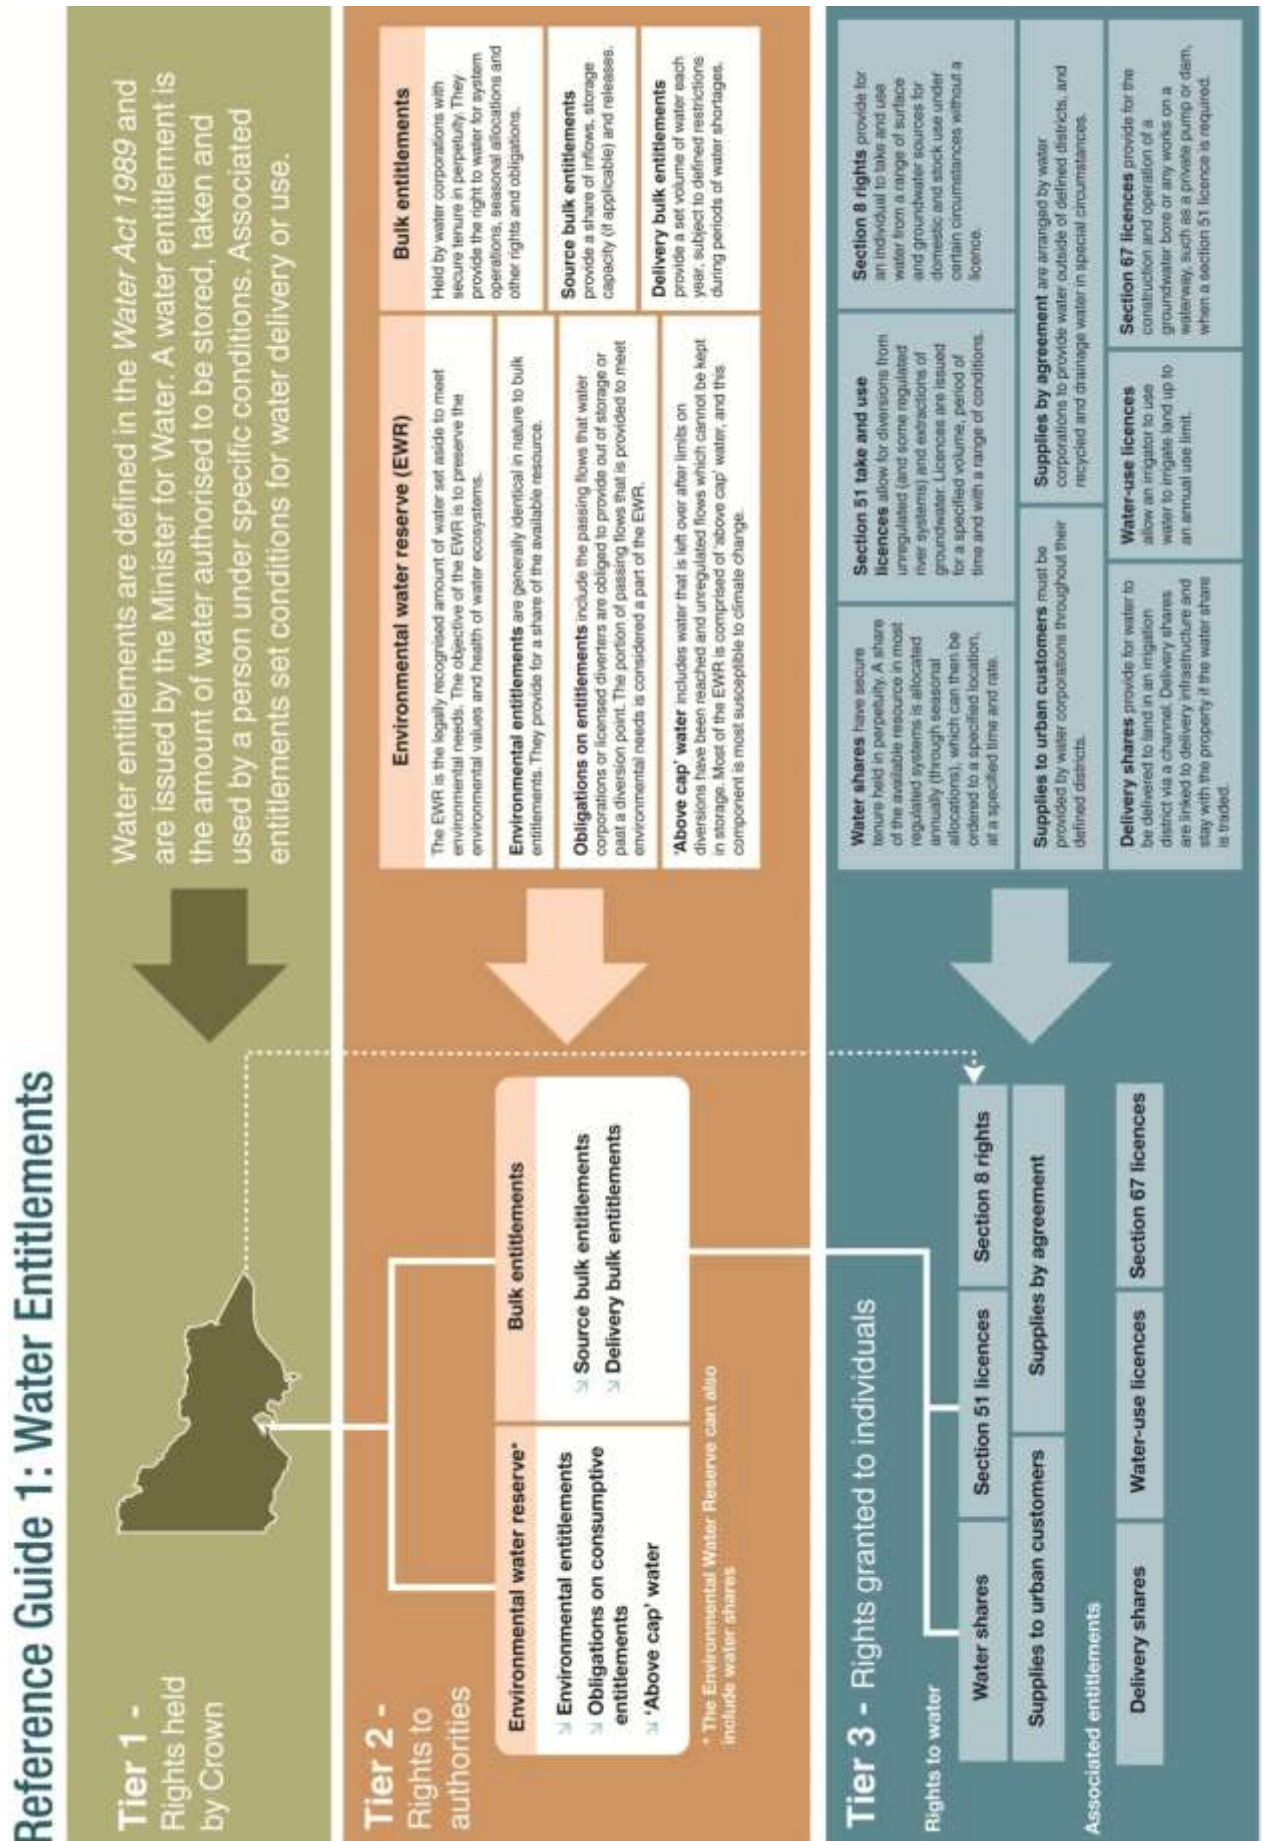 Reference Guide 1: Water Entitlements
Tier 1 -
Rights held
by Crown
Water entitlements are defined in the Water Act 1989 and
are issued by the Minister for Water. A water entitlement is
the amount of water authorised to be stored, taken and
used by a person under specific conditions. Associated
entitlements set conditions for water delivery or use.
Tier 2 -
Rights to
authorities
Environmental water reserve*
↘ Environmental entitlements
↘ Obligations on consumptive
entitlements
↘ 'Above cap' water
Bulk entitlements
↘ Source bulk entitlements
↘ Delivery bulk entitlements
* The Environmental Water Reserve can also
include water shares
Environmental water reserve (EWR)
The EWR is the legally recognised amount of water set aside to meet
environmental needs. The objective of the EWR is to preserve the
environmental values and health of water ecosystems.
Environmental entitlements are generally identical in nature to bulk
entitlements. They provide for a share of the available resource.
Obligations on entitlements include the passing flows that water
corporations or licensed diverters are obliged to provide out of storage or
past a diversion point. The portion of passing flows that is provided to meet
environmental needs is considered a part of the EWR.
'Above cap' water includes water that is left over after limits on
diversions have been reached and unregulated flows which cannot be kept
in storage. Most of the EWR is comprised of 'above cap' water, and this
component is most susceptible to climate change.
Bulk entitlements
Held by water corporations with
secure tenure in perpetuity. They
provide the right to water for system
operations, seasonal allocations and
other rights and obligations.
Source bulk entitlements
provide a share of inflows, storage
capacity (if applicable) and releases.
Delivery bulk entitlements
provide a set volume of water each
year, subject to defined restrictions
during periods of water shortages.
Tier 3 - Rights granted to individuals
Rights to water
Water shares
Section 51 licences
Section 8 rights
Supplies to urban customers
Supplies by agreement
Associated entitlements
Delivery shares
Water-use licences
Section 67 licences
Water shares have secure
tenure held in perpetuity. A share
of the available resource in most
regulated systems is allocated
annually (through seasonal
allocations), which can then be
ordered to a specified location,
at a specified time and rate.
Section 51 take and use
licences allow for diversions from
unregulated (and some regulated
river systems) and extractions of
groundwater. Licences are issued
for a specified volume, period of
time and with a range of conditions.
Section 8 rights provide for
an individual to take and use
water from a range of surface
and groundwater sources for
domestic and stock use under
certain circumstances without a
licence.
Supplies to urban customers must be
provided by water corporations throughout their
defined districts.
Supplies by agreement are arranged by water
corporations to provide water outside of defined districts, and
recycled and drainage water in special circumstances.
Delivery shares provide for water to
be delivered to land in an irrigation
district via a channel. Delivery shares
are linked to delivery infrastructure and
stay with the property if the water share
is traded.
Water-use licences
allow an irrigator to use
water to irrigate land up to
an annual use limit.
Section 67 licences provide for the
construction and operation of a
groundwater bore or any works on a
waterway, such as a private pump or dam,
when a section 51 licence is required.